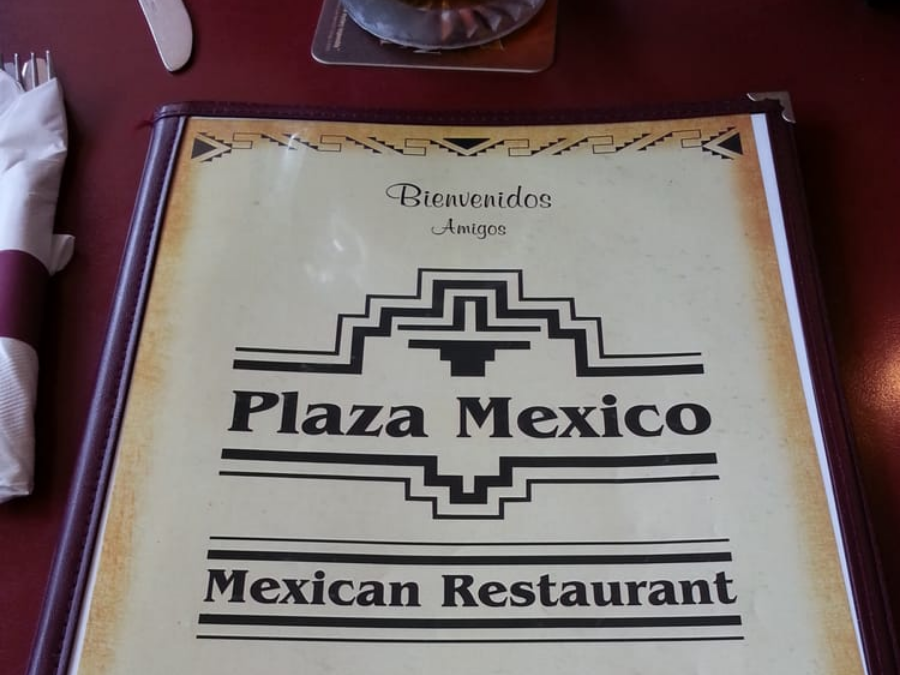 Bienvenidos
Amigos
Plaza Mexico
Mexican Restaurant